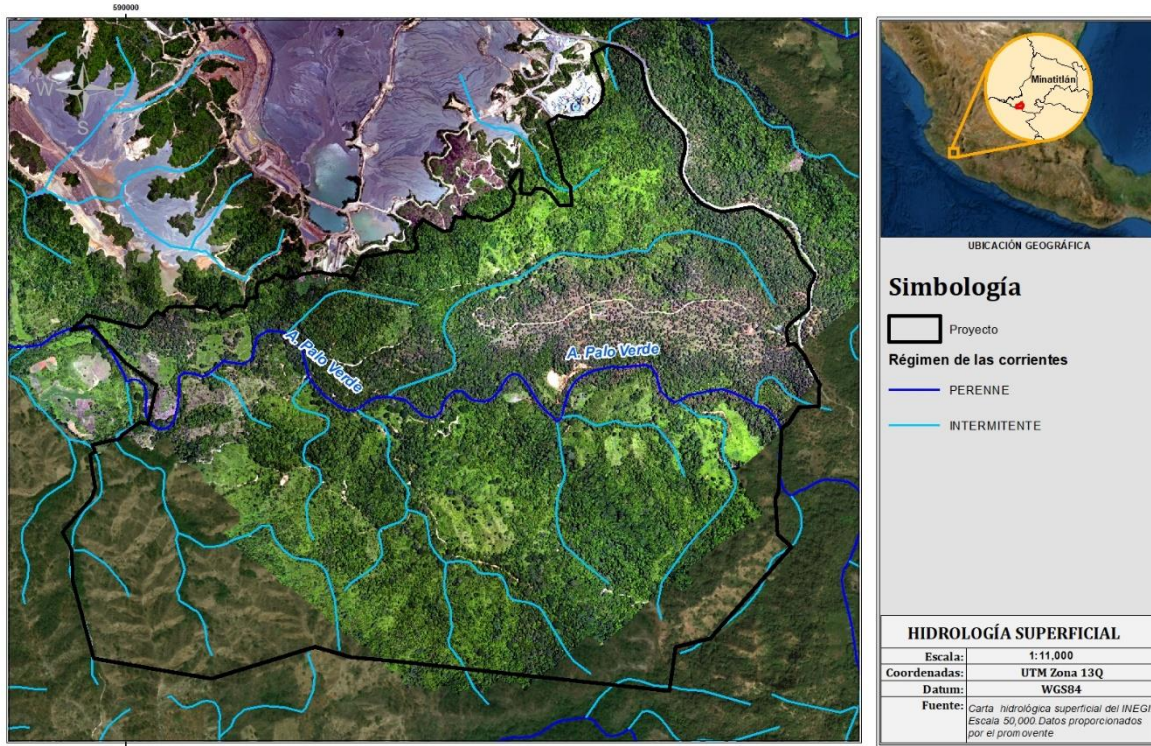 590000
W
E
S
A. Palo Verde
A. Palo Verde
Minatitlán
UBICACIÓN GEOGRÁFICA
Simbología
Proyecto
Régimen de las corrientes
PERENNE
INTERMITENTE
HIDROLOGÍA SUPERFICIAL
Escala: 1:11,000
Coordenadas: UTM Zona 13Q
Datum: WGS84
Fuente: Carta hidrológica superficial del INEGI
Escala 50,000. Datos proporcionados
por el promovente